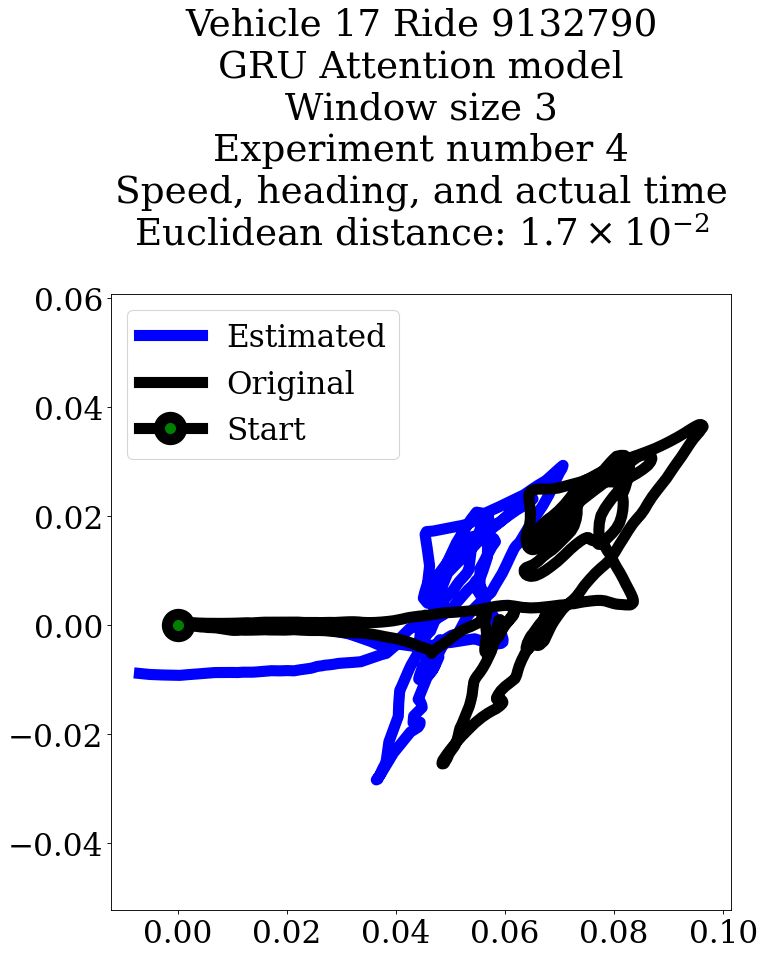 Vehicle 17 Ride 9132790
GRU Attention model
Window size 3
Experiment number 4
Speed, heading, and actual time
Euclidean distance: 1.7 × 10⁻²
0.06
0.04
0.02
0.00
−0.02
−0.04
Estimated
Original
Start
0.00 0.02 0.04 0.06 0.08 0.10